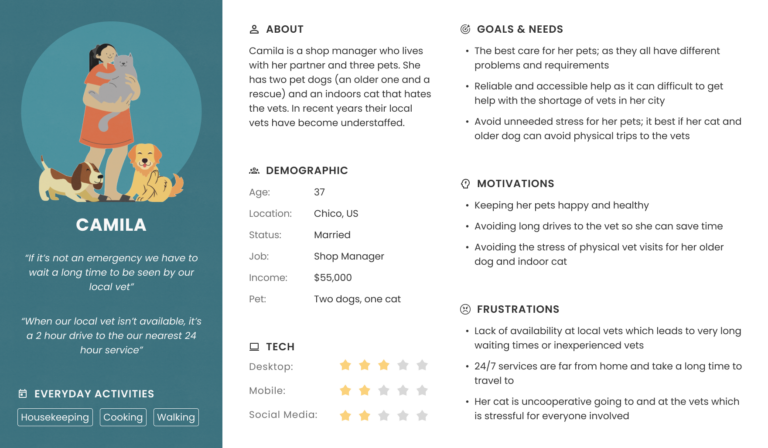 CAMILA
“If it’s not an emergency we have to
wait a long time to be seen by our
local vet”
“When our local vet isn’t available, it’s
a 2 hour drive to the our nearest 24
hour service”
EVERYDAY ACTIVITIES
Housekeeping Cooking Walking
ABOUT
Camila is a shop manager who lives
with her partner and three pets. She
has two pet dogs (an older one and a
rescue) and an indoors cat that hates
the vets. In recent years their local
vets have become understaffed.
DEMOGRAPHIC
Age: 37
Location: Chico, US
Status: Married
Job: Shop Manager
Income: $55,000
Pet: Two dogs, one cat
TECH
Desktop:
Mobile:
Social Media:
GOALS & NEEDS
• The best care for her pets; as they all have different
problems and requirements
• Reliable and accessible help as it can difficult to get
help with the shortage of vets in her city
• Avoid unneeded stress for her pets; it best if her cat and
older dog can avoid physical trips to the vets
MOTIVATIONS
• Keeping her pets happy and healthy
• Avoiding long drives to the vet so she can save time
• Avoiding the stress of physical vet visits for her older
dog and indoor cat
FRUSTRATIONS
• Lack of availability at local vets which leads to very long
waiting times or inexperienced vets
• 24/7 services are far from home and take a long time to
travel to
• Her cat is uncooperative going to and at the vets which
is stressful for everyone involved